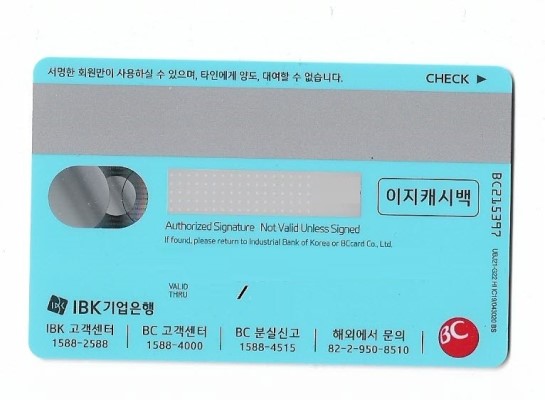 서명한 회원만이 사용하실 수 있으며, 타인에게 양도, 대여할 수 없습니다.
CHECK ▶
이지캐시백
Authorized Signature Not Valid Unless Signed
If found, please return to Industrial Bank of Korea or BCcard Co., Ltd.
BC215397
VALID
THRU /
IBK기업은행
IBK 고객센터
1588-2588
BC 고객센터
1588-4000
BC 분실신고
1588-4515
해외에서 문의
82-2-950-8510
BC